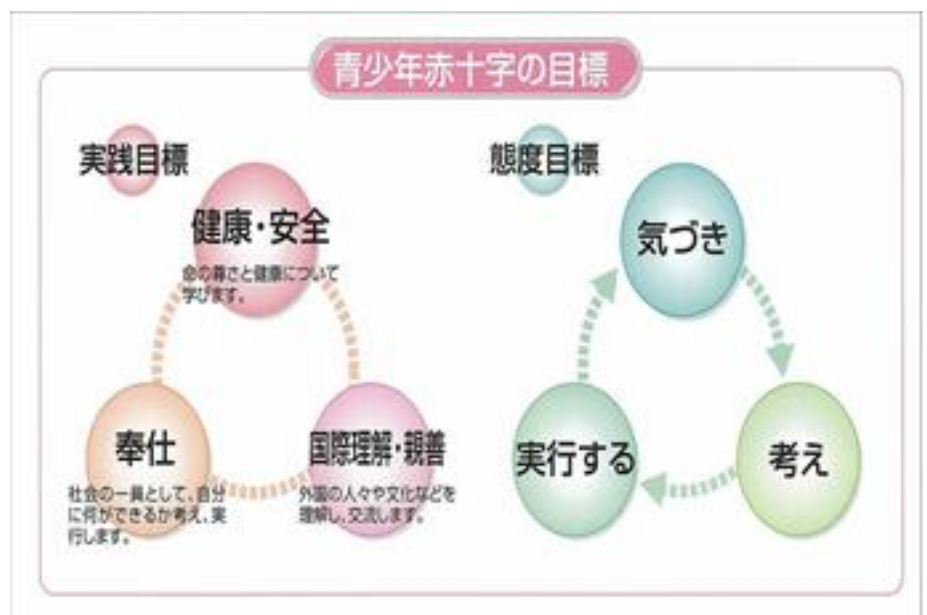 青少年赤十字の目標
実践目標
健康・安全
命の尊さと健康について
学びます。
奉仕
社会の一員として、自分
に何ができるか考え、実
行します。
国際理解・親善
外国の人々や文化などを
理解し、交流します。
態度目標
気づき
考え
実行する